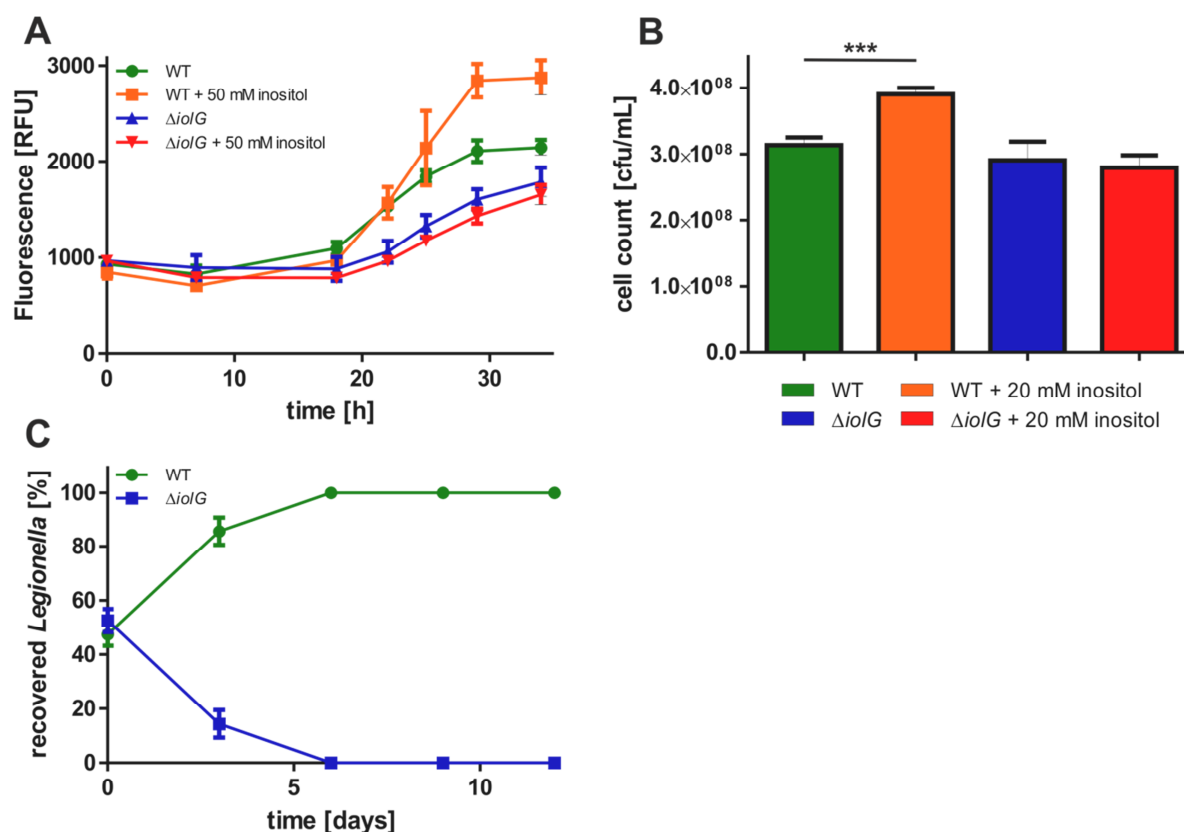 A
Fluorescence [RFU]
3000
2000
1000
0
WT
WT + 50 mM inositol
ΔiolG
ΔiolG + 50 mM inositol
0 10 20 30
time [h]
B
***
cell count [cfu/mL]
4.0×10⁰⁸
3.0×10⁰⁸
2.0×10⁰⁸
1.0×10⁰⁸
0.0
WT WT + 20 mM inositol
ΔiolG ΔiolG + 20 mM inositol
C
recovered Legionella [%]
WT
ΔiolG
100
80
60
40
20
0
0 5 10
time [days]